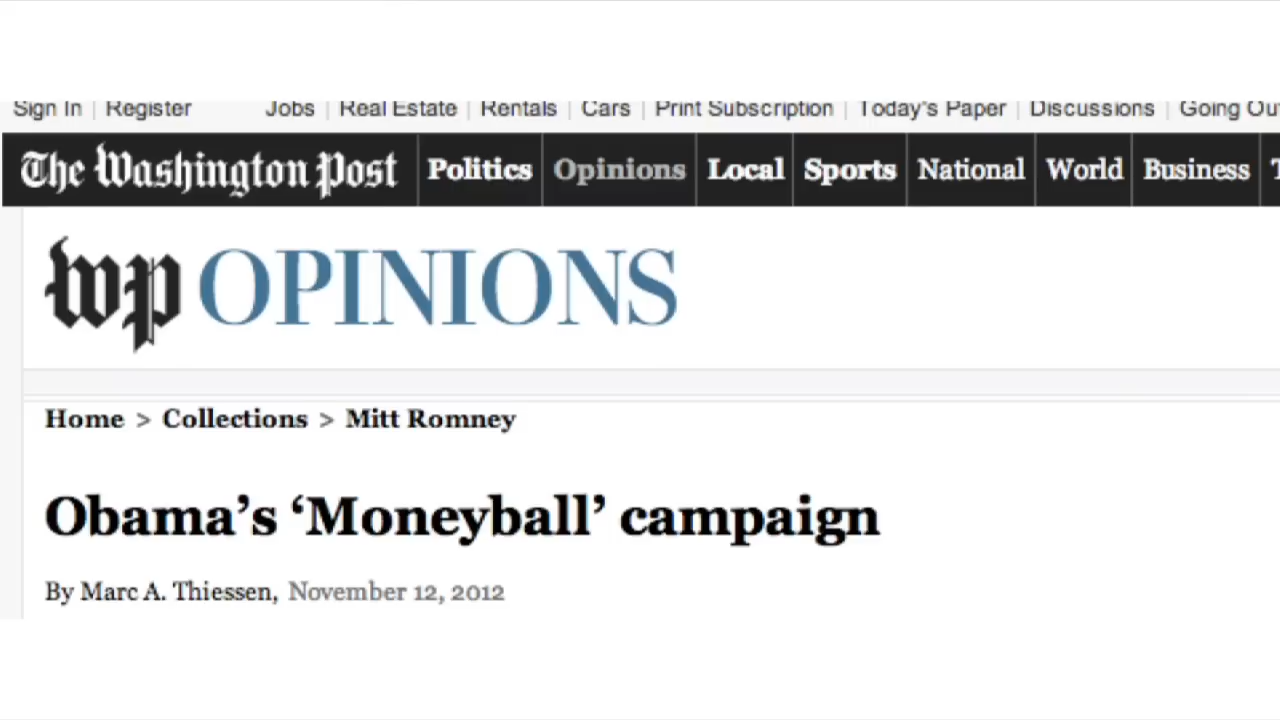 Sign In | Register Jobs | Real Estate | Rentals | Cars | Print Subscription | Today's Paper | Discussions | Going Ou
The Washington Post Politics Opinions Local Sports National World Business
wp OPINIONS
Home > Collections > Mitt Romney
Obama’s ‘Moneyball’ campaign
By Marc A. Thiessen, November 12, 2012